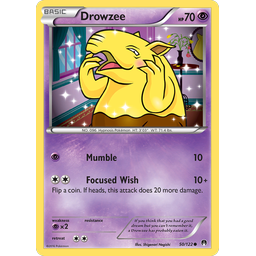 BASIC
Drowzee
HP70
NO. 096 Hypnosis Pokémon HT: 3'03" WT: 71.4 lbs.
Mumble 10
Focused Wish 10+
Flip a coin. If heads, this attack does 20 more damage.
weakness
×2
resistance
retreat
If you think that you had a good
dream but you can't remember it
a Drowzee has probably eaten it.
Illus. Shigenori Negishi
50/122